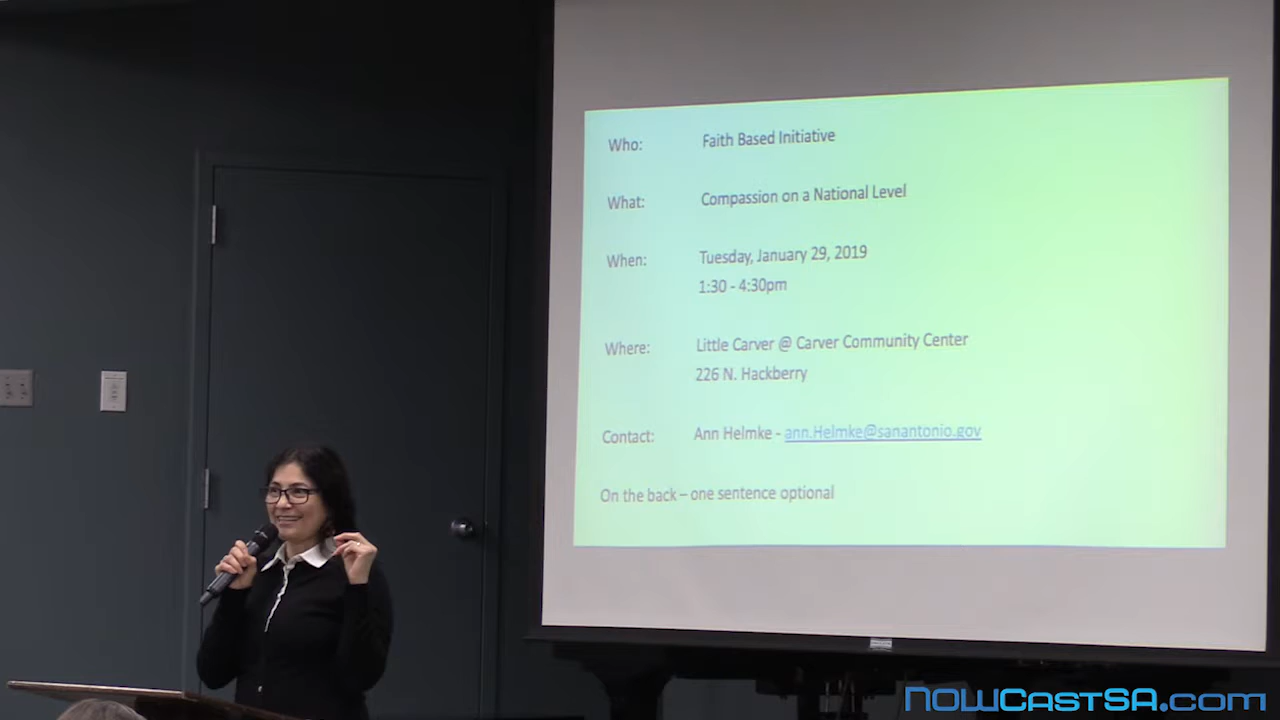 Who: Faith Based Initiative
What: Compassion on a National Level
When: Tuesday, January 29, 2019
1:30 - 4:30pm
Where: Little Carver @ Carver Community Center
226 N. Hackberry
Contact: Ann Helmke - ann.Helmke@sanantonio.gov
On the back – one sentence optional
NOWCASTSA.com